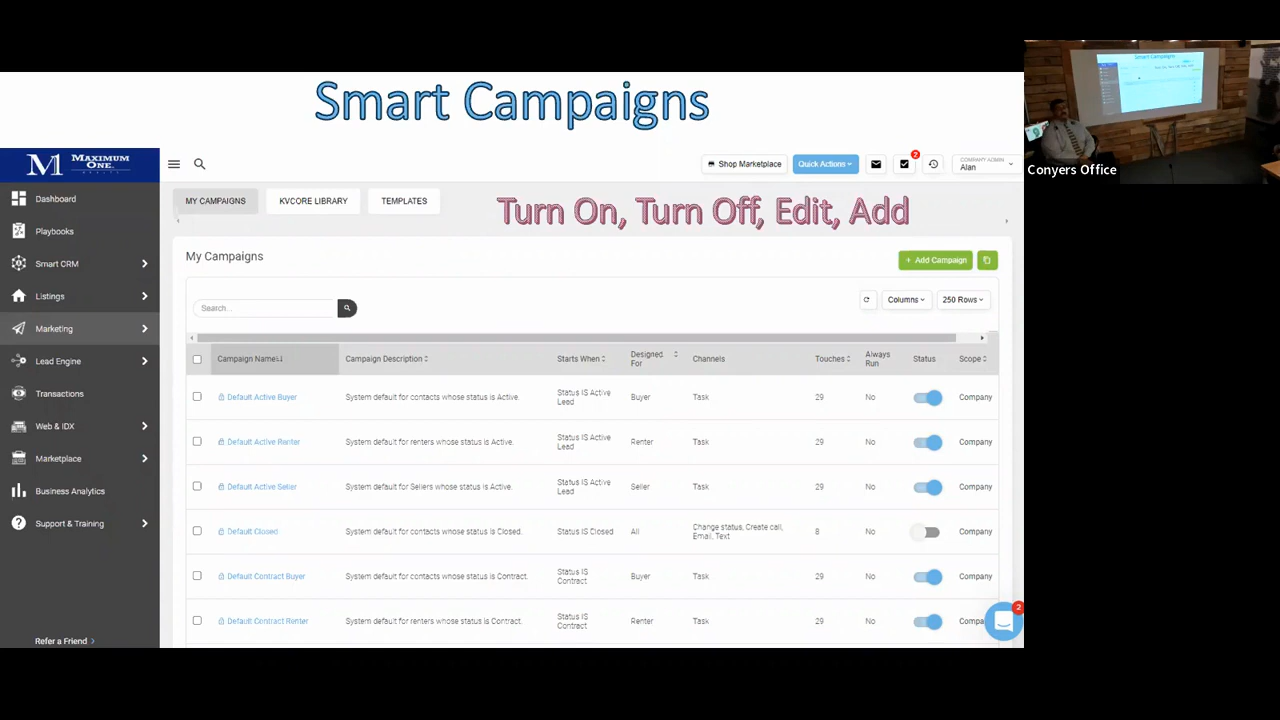 Smart Campaigns
MAXIMUM ONE
Shop Marketplace
Quick Actions
2
COMPANY ADMIN
Alan
Conyers Office
Dashboard
Playbooks
Smart CRM
Listings
Marketing
Lead Engine
Transactions
Web & IDX
Marketplace
Business Analytics
Support & Training
Refer a Friend
MY CAMPAIGNS
KVCORE LIBRARY
TEMPLATES
Turn On, Turn Off, Edit, Add
My Campaigns
+ Add Campaign
Search...
Columns
250 Rows
Campaign Name Campaign Description Starts When Designed For Channels Touches Always Run Status Scope
Default Active Buyer System default for contacts whose status is Active. Status IS Active Lead Buyer Task 29 No Company
Default Active Renter System default for renters whose status is Active. Status IS Active Lead Renter Task 29 No Company
Default Active Seller System default for Sellers whose status is Active. Status IS Active Lead Seller Task 29 No Company
Default Closed System default for contacts whose status is Closed. Status IS Closed All Change status, Create call, Email, Text 8 No Company
Default Contract Buyer System default for contacts whose status is Contract. Status IS Contract Buyer Task 29 No Company
Default Contract Renter System default for renters whose status is Contract. Status IS Contract Renter Task 29 No Compa
2